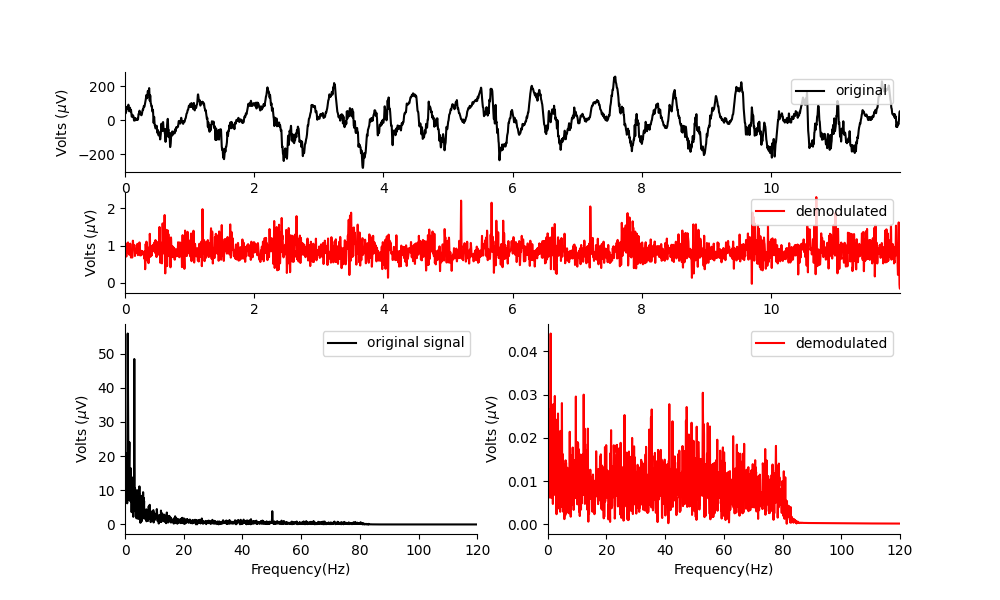 Volts (μV)
200
0
−200
original
0 2 4 6 8 10
Volts (μV)
2
1
0
demodulated
0 2 4 6 8 10
Volts (μV)
50
40
30
20
10
0
original signal
0 20 40 60 80 100 120
Frequency(Hz)
Volts (μV)
0.04
0.03
0.02
0.01
0.00
demodulated
0 20 40 60 80 100 120
Frequency(Hz)